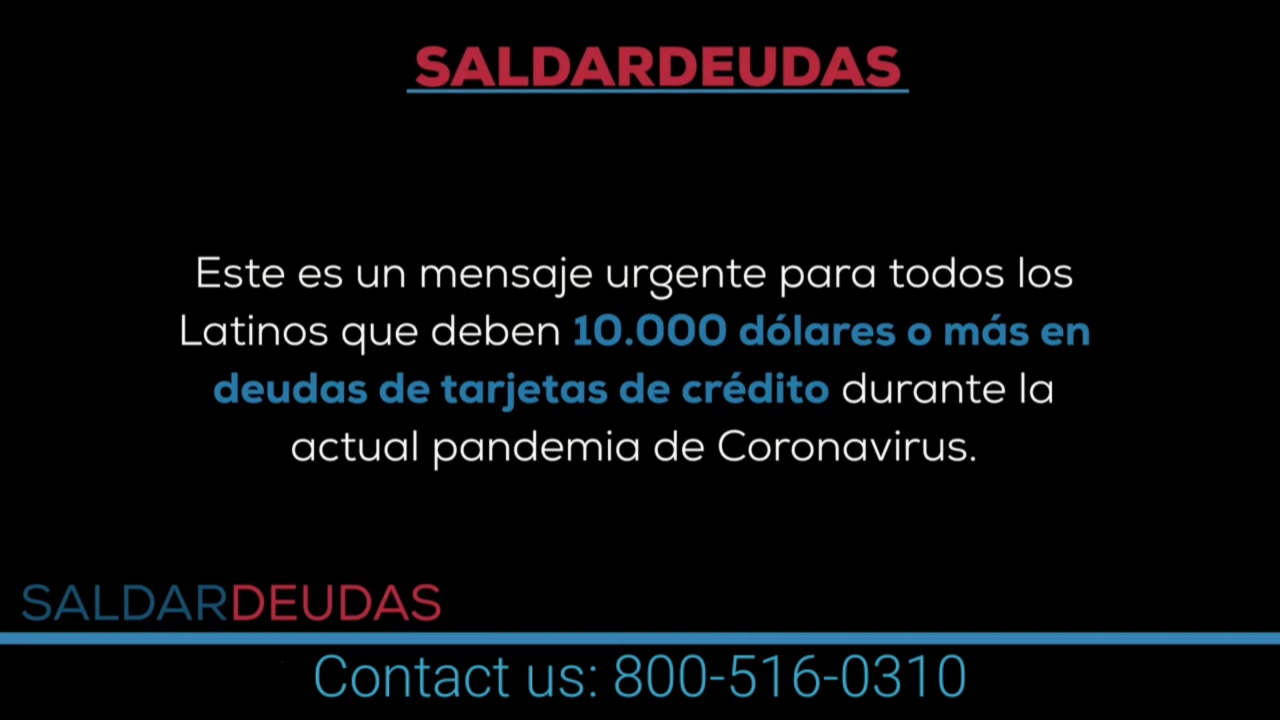 SALDARDEUDAS
Este es un mensaje urgente para todos los
Latinos que deben 10.000 dólares o más en
deudas de tarjetas de crédito durante la
actual pandemia de Coronavirus.
SALDARDEUDAS
Contact us: 800-516-0310